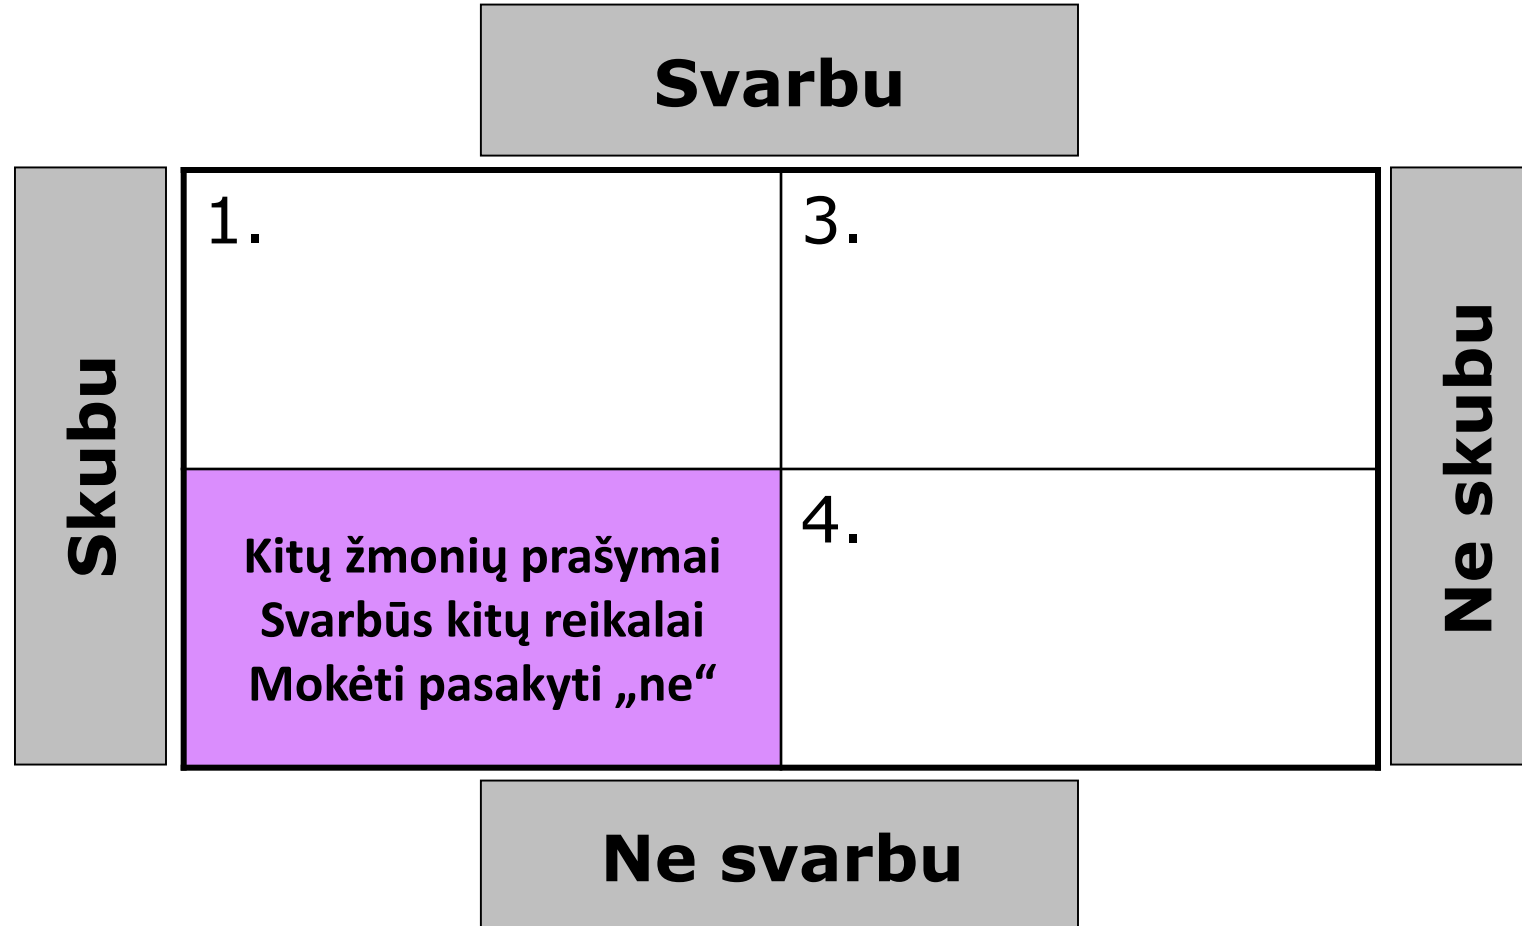 Svarbu
1.
3.
Skubu
Ne skubu
Kitų žmonių prašymai
Svarbūs kitų reikalai
Mokėti pasakyti „ne“
4.
Ne svarbu